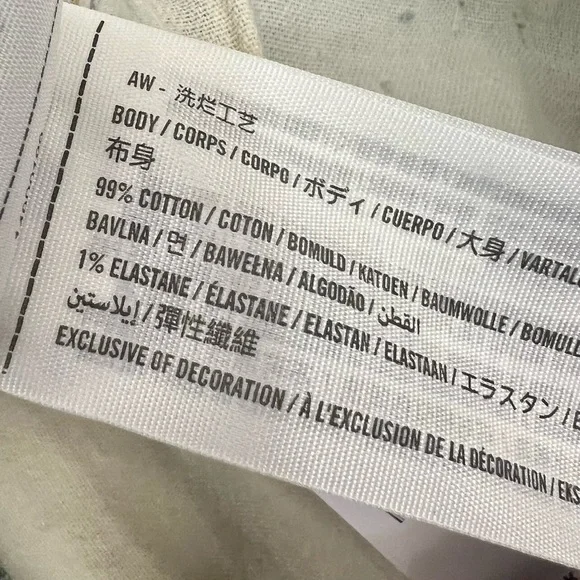 AW - 洗烂工艺
BODY / CORPS / CORPO / ボディ / CUERPO / 大身 / VARTALO
布身
99% COTTON / COTON / BOMULD / KATOEN / BAUMWOLLE / BOMULL
BAVLNA / 면 / BAWEŁNA / ALGODÃO / القطن
1% ELASTANE / ÉLASTANE / ELASTAN / ELASTAAN / エラスタン /
إيلاستين / 彈性纖維
EXCLUSIVE OF DECORATION / À L'EXCLUSION DE LA DÉCORATION / EKS